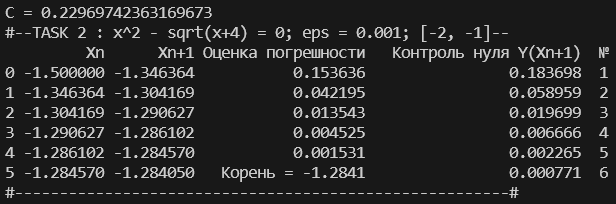 C = 0.22969742363169673
#--TASK 2 : x^2 - sqrt(x+4) = 0; eps = 0.001; [-2, -1]--
Xn Xn+1 Оценка погрешности Контроль нуля Y(Xn+1) №
0 -1.500000 -1.346364 0.153636 0.183698 1
1 -1.346364 -1.304169 0.042195 0.058959 2
2 -1.304169 -1.290627 0.013543 0.019699 3
3 -1.290627 -1.286102 0.004525 0.006666 4
4 -1.286102 -1.284570 0.001531 0.002265 5
5 -1.284570 -1.284050 Корень = -1.2841 0.000771 6
#-------------------------------------------------------#